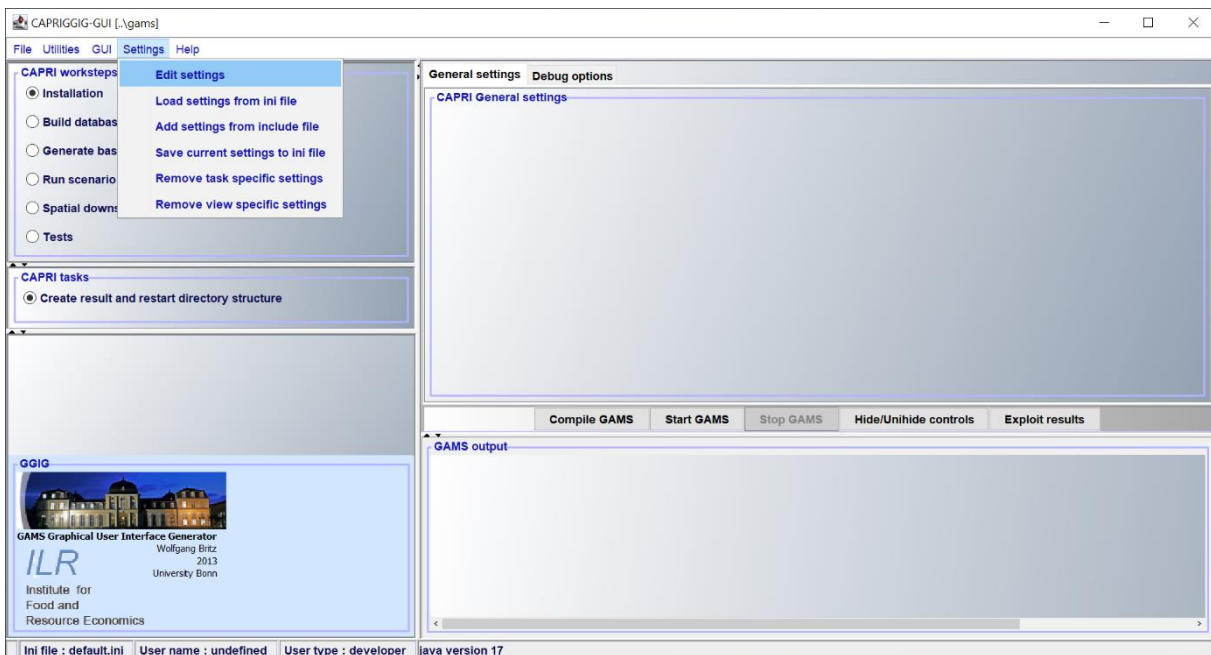 CAPRIGGIG-GUI [..\gams]
File Utilities GUI Settings Help
CAPRI worksteps
Installation
Build databas
Generate bas
Run scenario
Spatial downs
Tests
Edit settings
Load settings from ini file
Add settings from include file
Save current settings to ini file
Remove task specific settings
Remove view specific settings
CAPRI tasks
Create result and restart directory structure
GGIG
GAMS Graphical User Interface Generator
Wolfgang Britz
2013
University Bonn
ILR
Institute for
Food and
Resource Economics
General settings Debug options
CAPRI General settings
Compile GAMS Start GAMS Stop GAMS Hide/Unihide controls Exploit results
GAMS output
Ini file : default.ini User name : undefined User type : developer java version 17